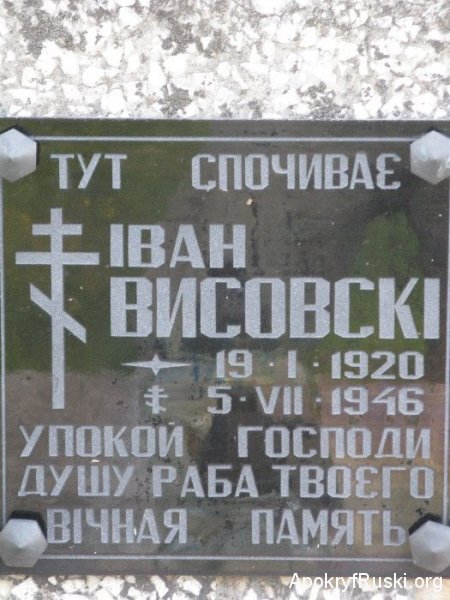 ТУТ СПОЧИВАЄ
ІВАН
ВИСОВСКІ
19·I·1920
5·VII·1946
УПОКОЙ ГОСПОДИ
ДУШУ РАБА ТВОЄГО
ВІЧНАЯ ПАМЯТЬ
ApokryfRuski.org